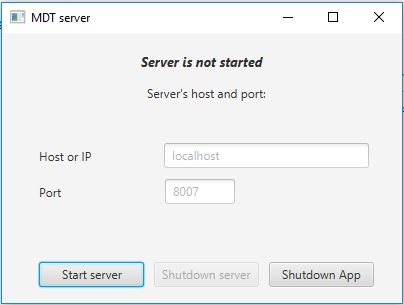 MDT server
Server is not started
Server's host and port:
Host or IP localhost
Port 8007
Start server Shutdown server Shutdown App